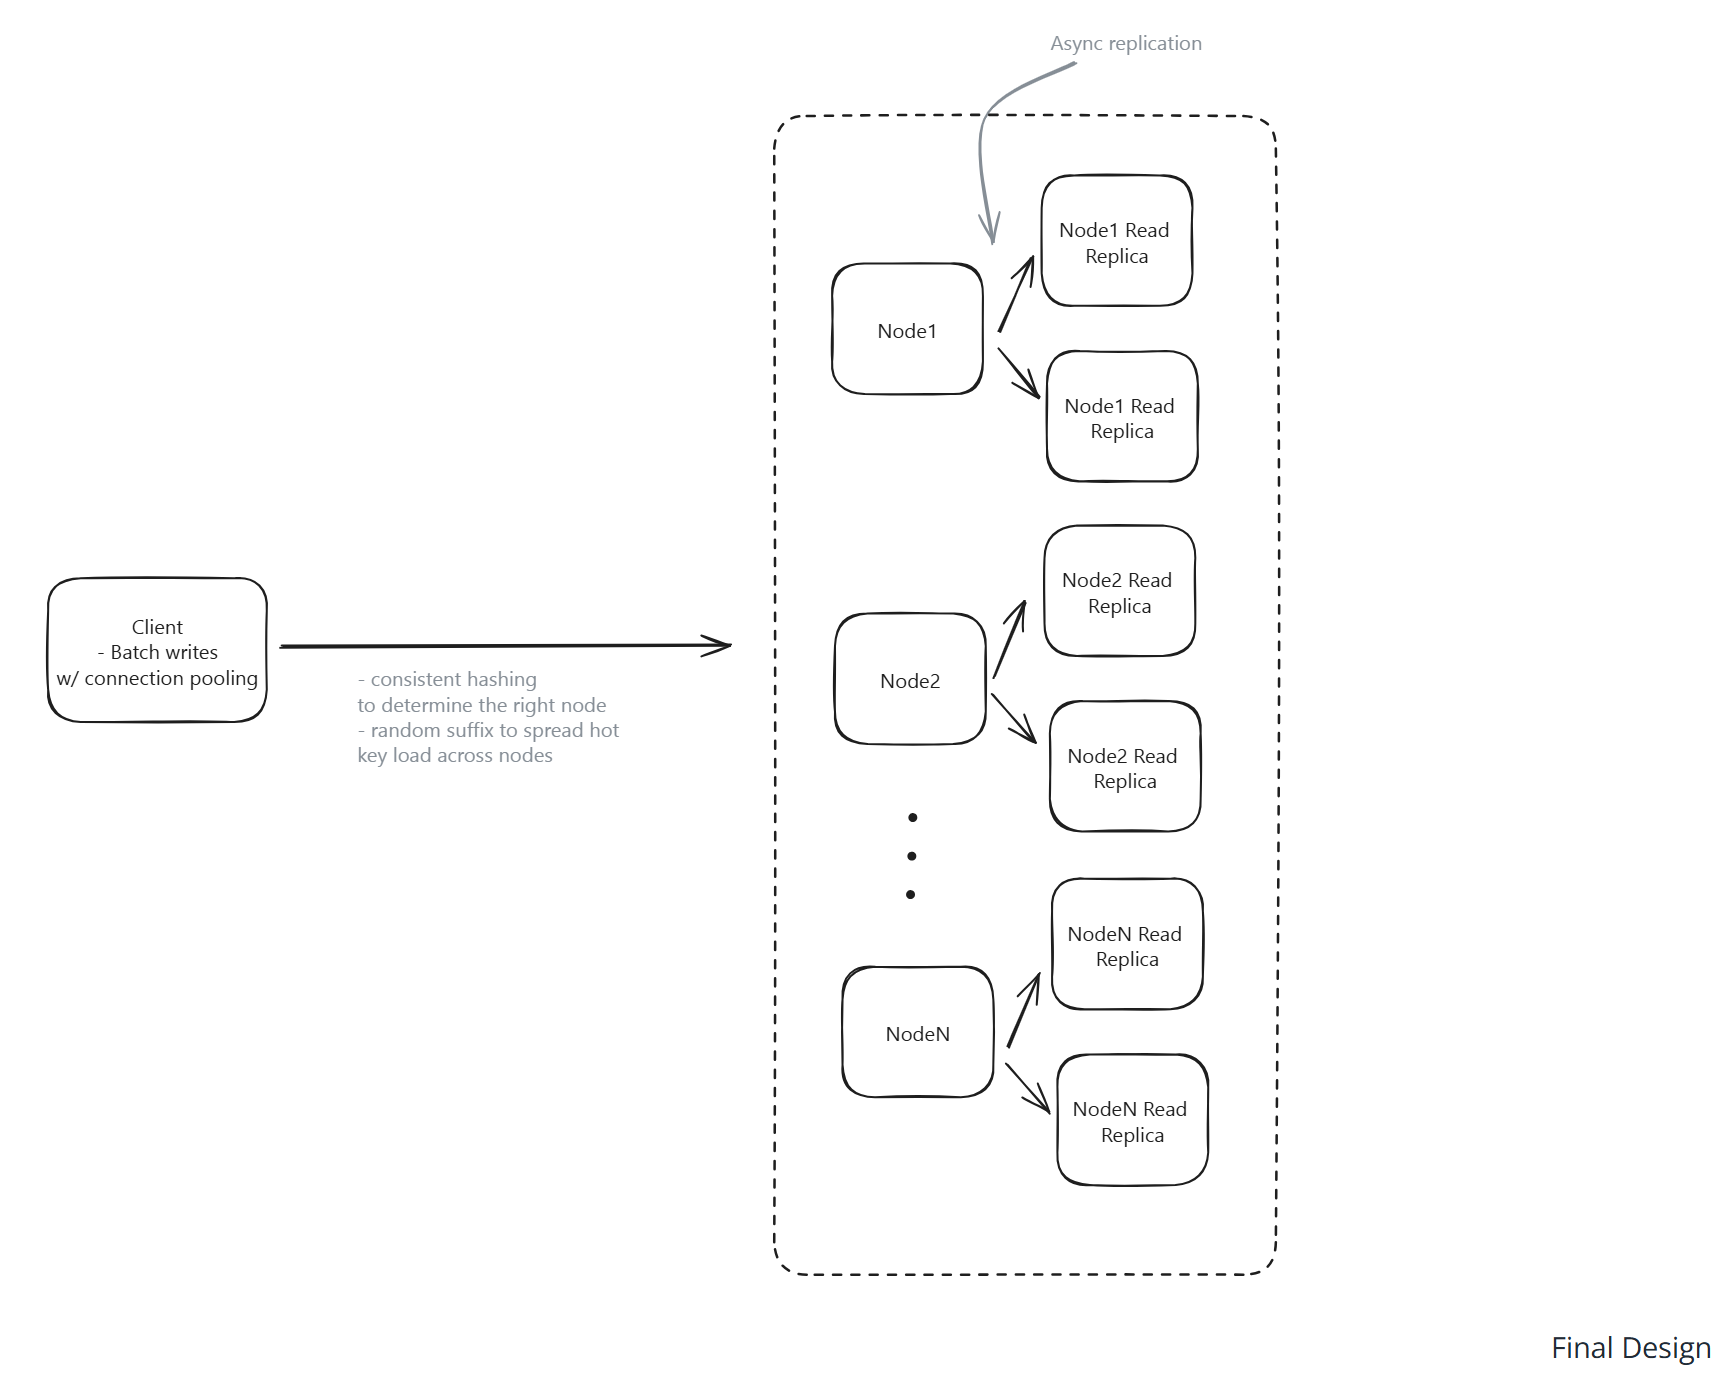 Async replication
Node1 Read
Replica
Node1
Node1 Read
Replica
Client
- Batch writes
w/ connection pooling
- consistent hashing
to determine the right node
- random suffix to spread hot
key load across nodes
Node2 Read
Replica
Node2
Node2 Read
Replica
NodeN Read
Replica
NodeN
NodeN Read
Replica
Final Design